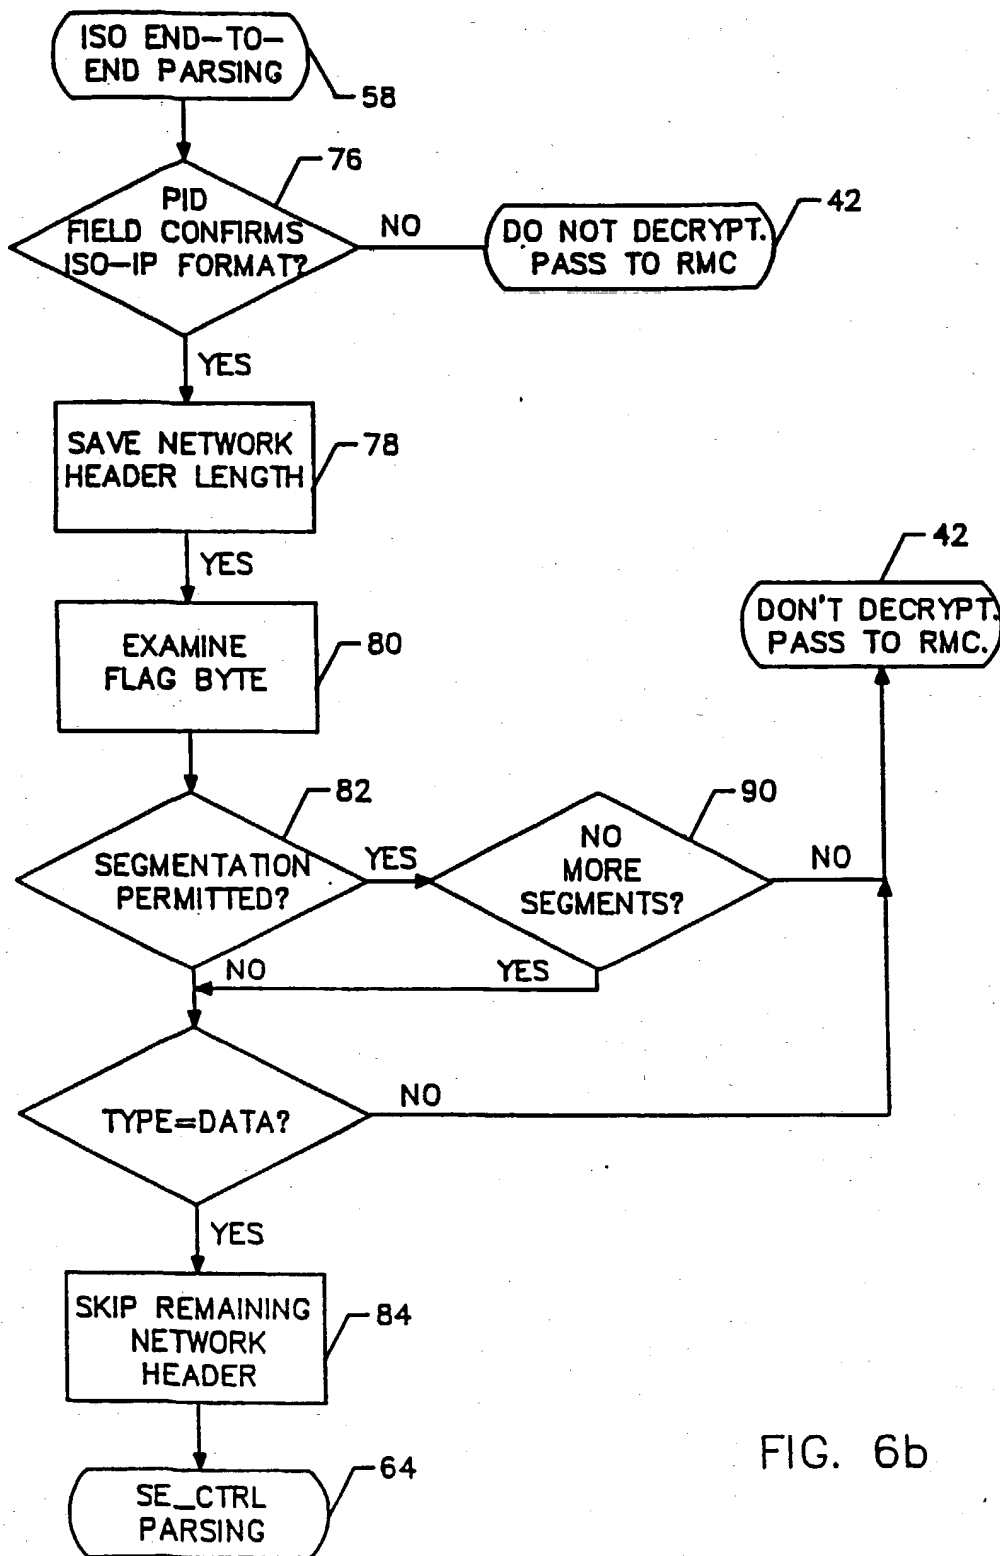 ISO END-TO-
END PARSING
58
76
PID
FIELD CONFIRMS
ISO-IP FORMAT?
NO
42
DO NOT DECRYPT.
PASS TO RMC
YES
SAVE NETWORK
HEADER LENGTH
78
YES
42
DON'T DECRYPT.
PASS TO RMC.
EXAMINE
FLAG BYTE
80
82
SEGMENTATION
PERMITTED?
YES
90
NO
MORE
SEGMENTS?
NO
NO
YES
TYPE=DATA?
NO
YES
SKIP REMAINING
NETWORK
HEADER
84
64
SE_CTRL
PARSING
FIG. 6b